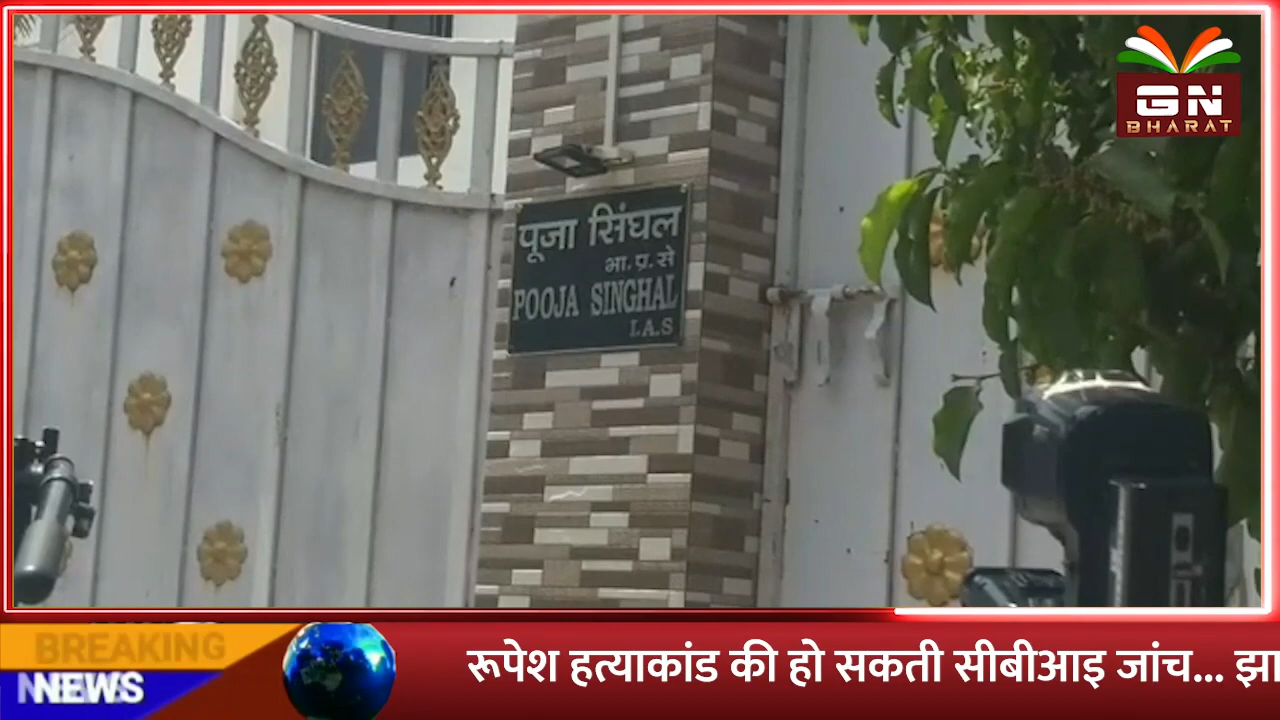 GN
BHARAT
पूजा सिंघल
भा.प्र.से
POOJA SINGHAL
I.A.S
BREAKING
NEWS
रूपेश हत्याकांड की हो सकती सीबीआइ जांच... झा